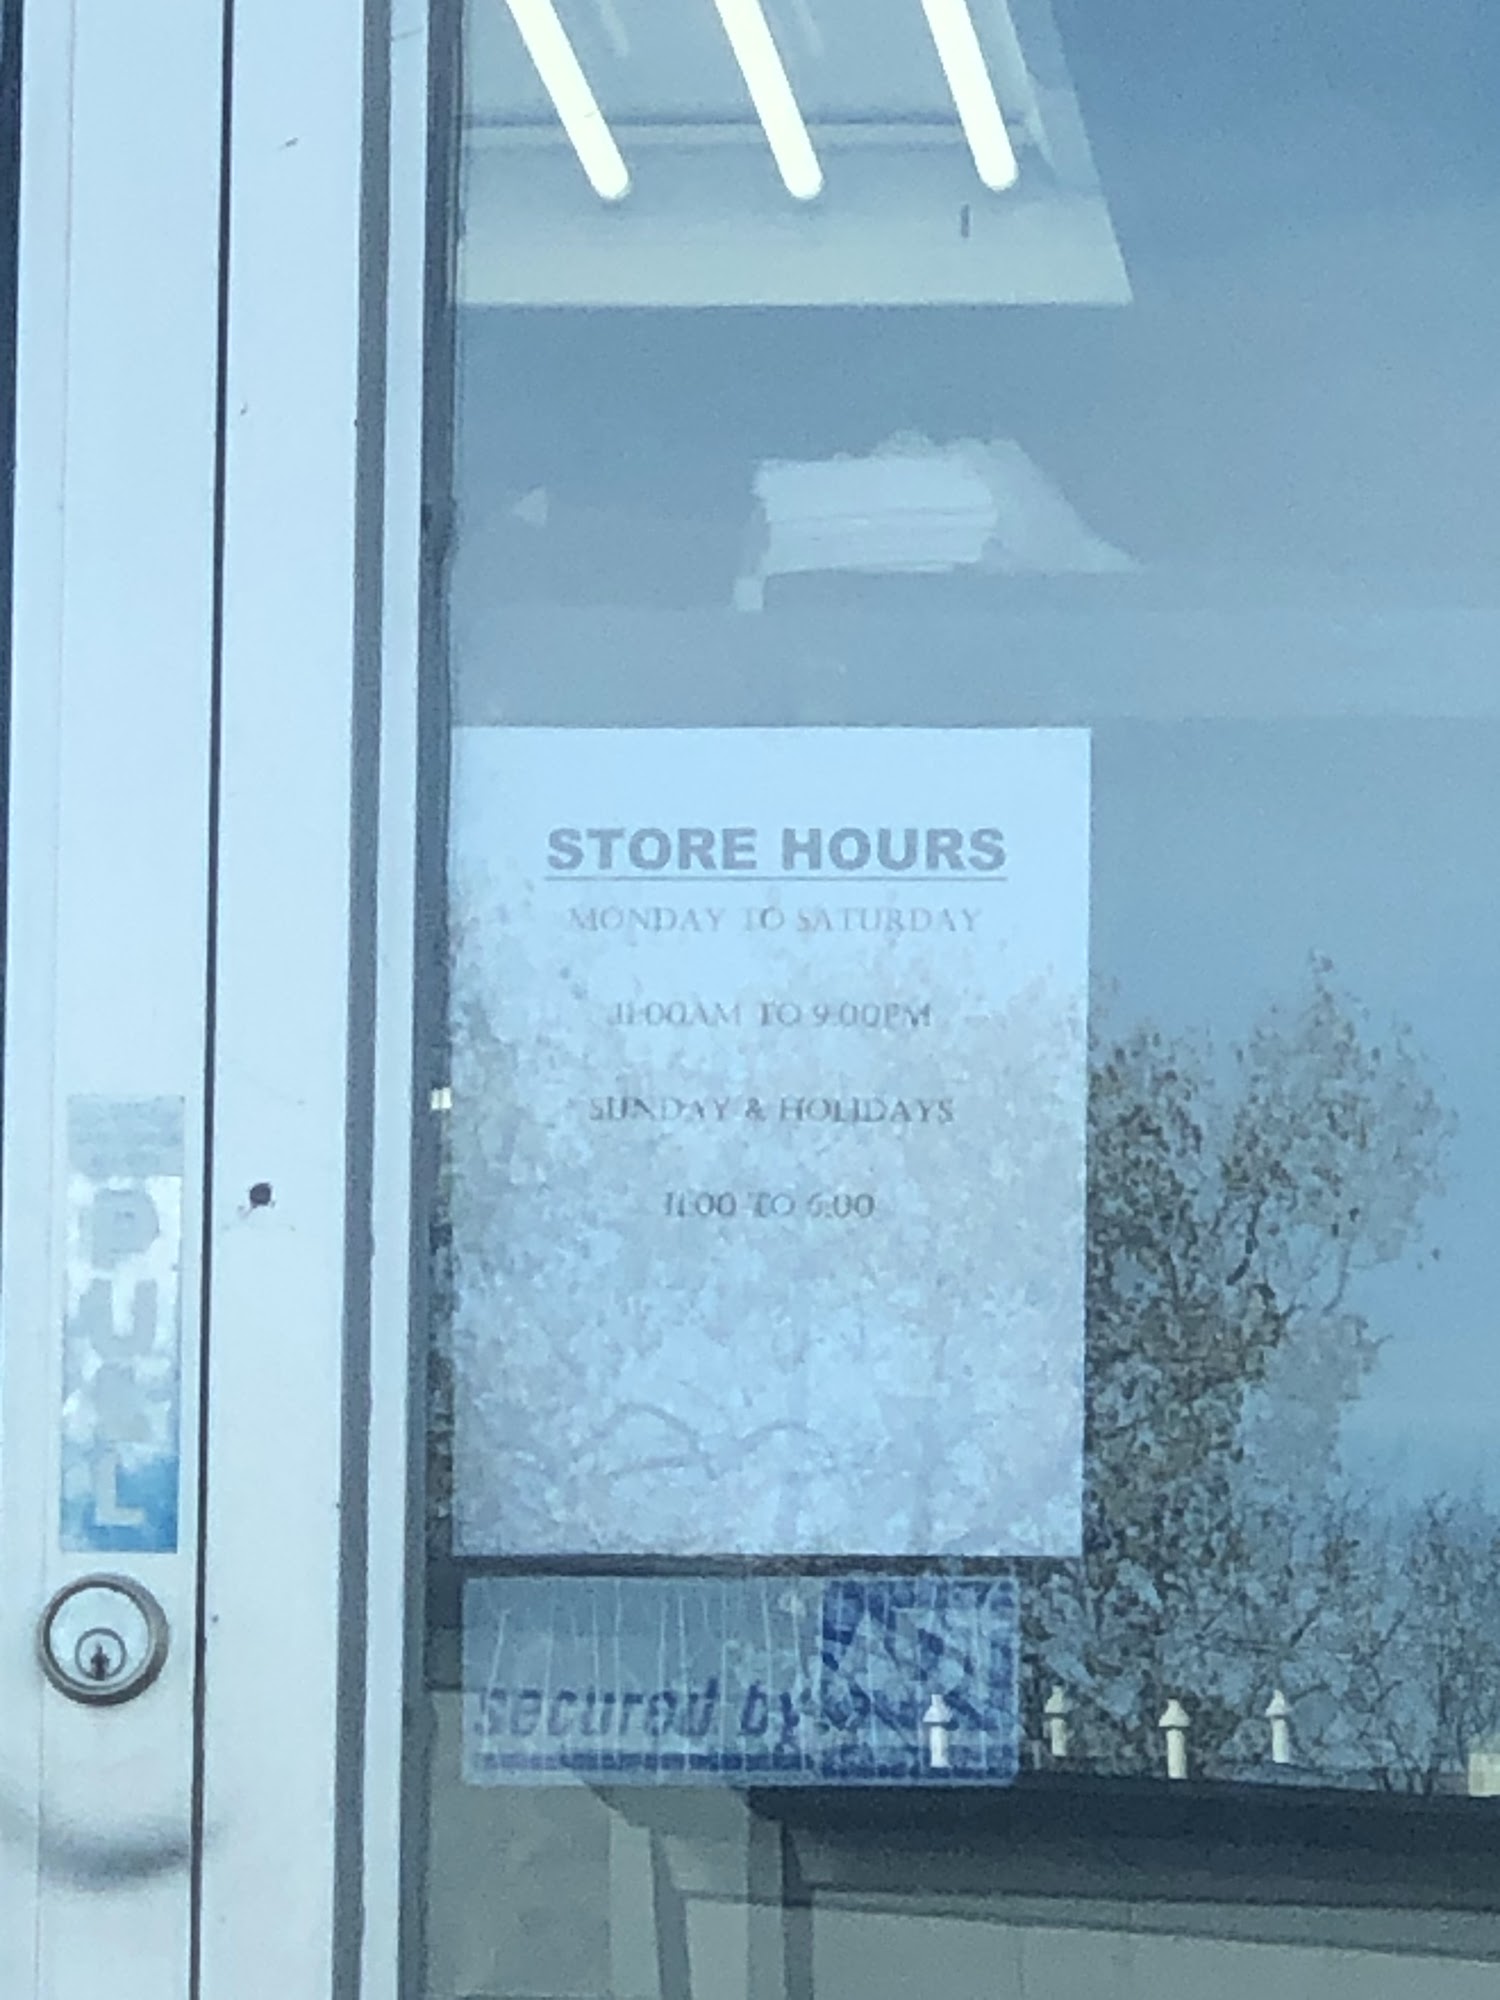 STORE HOURS
MONDAY TO SATURDAY
11:00AM TO 9:00PM
SUNDAY & HOLIDAYS
11:00 TO 6:00
PULL
secured by